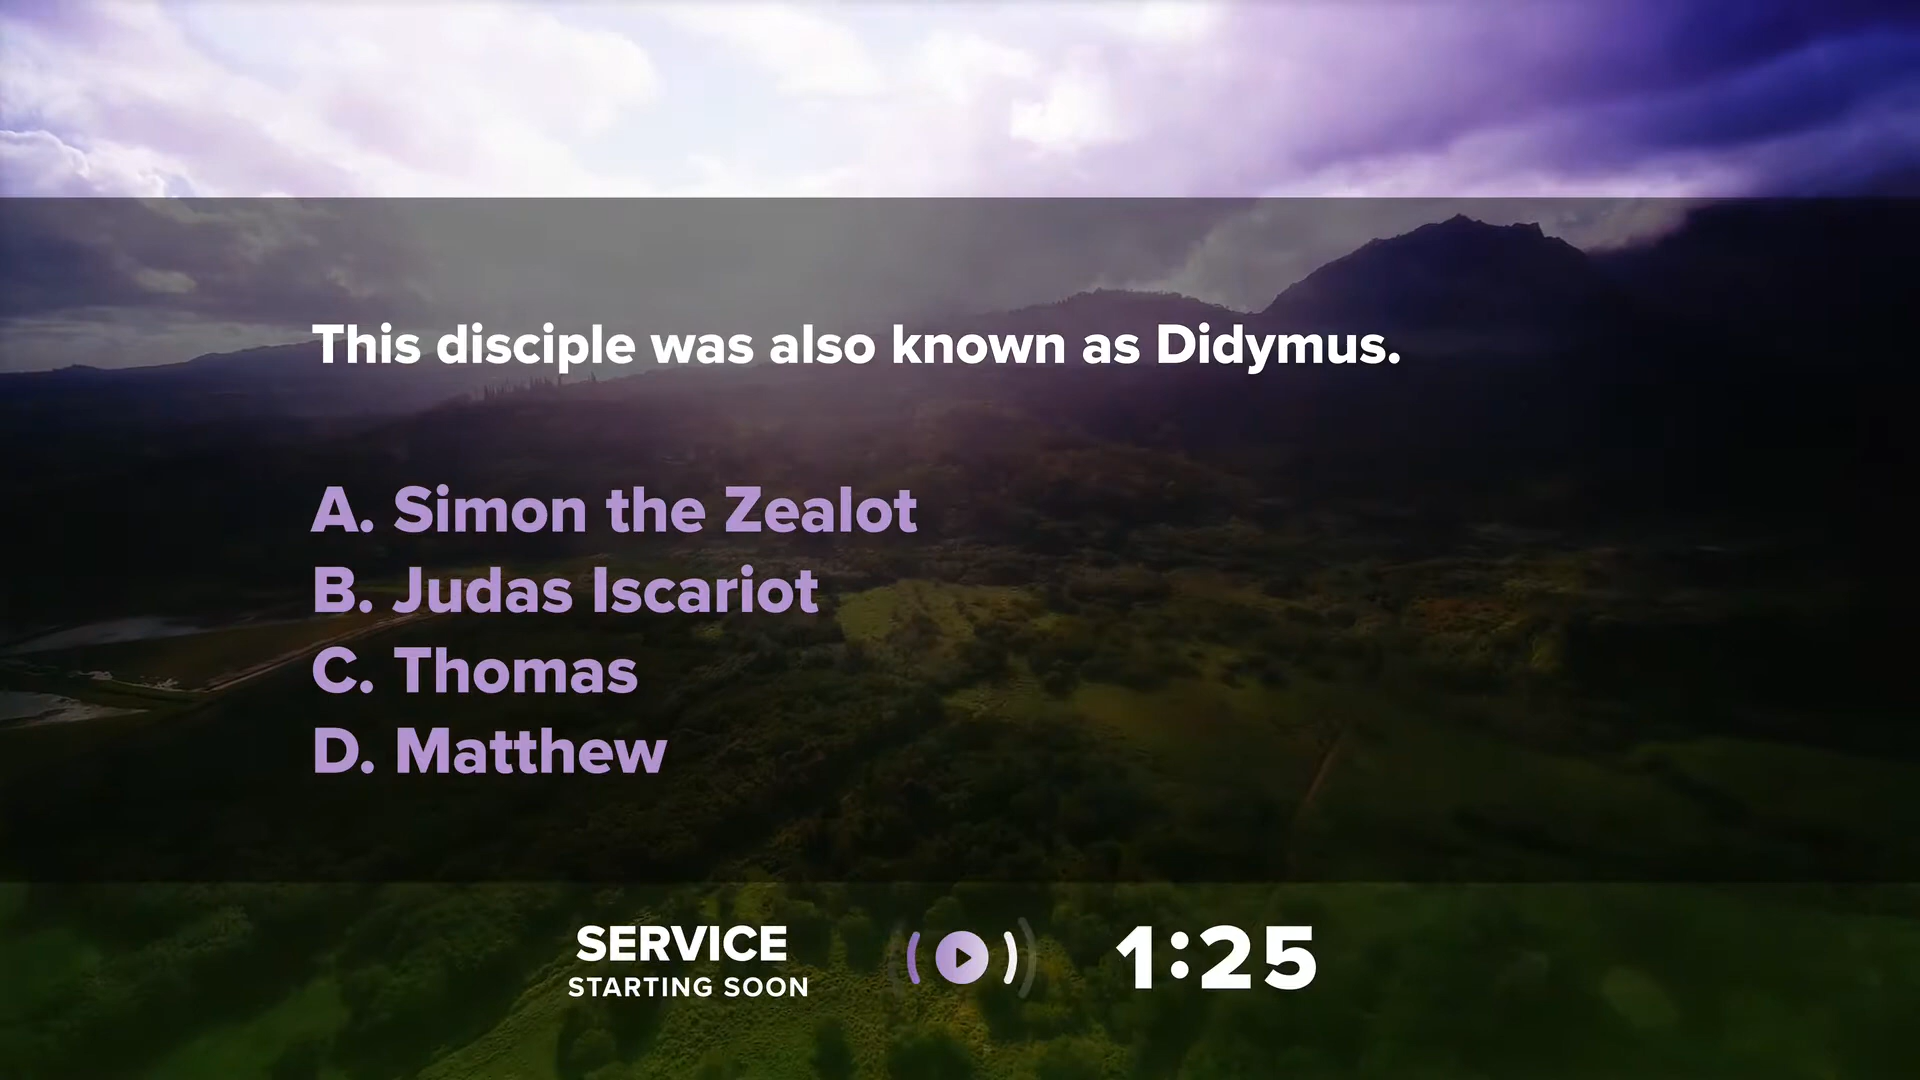 This disciple was also known as Didymus.
A. Simon the Zealot
B. Judas Iscariot
C. Thomas
D. Matthew
SERVICE
STARTING SOON
1:25